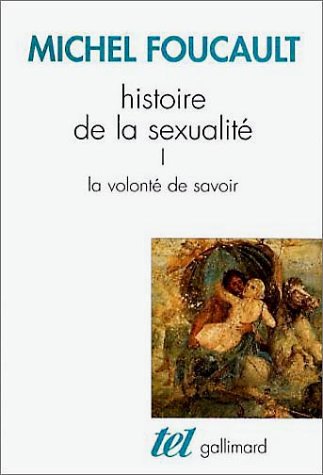 MICHEL FOUCAULT
histoire
de la sexualité
I
la volonté de savoir
tel gallimard